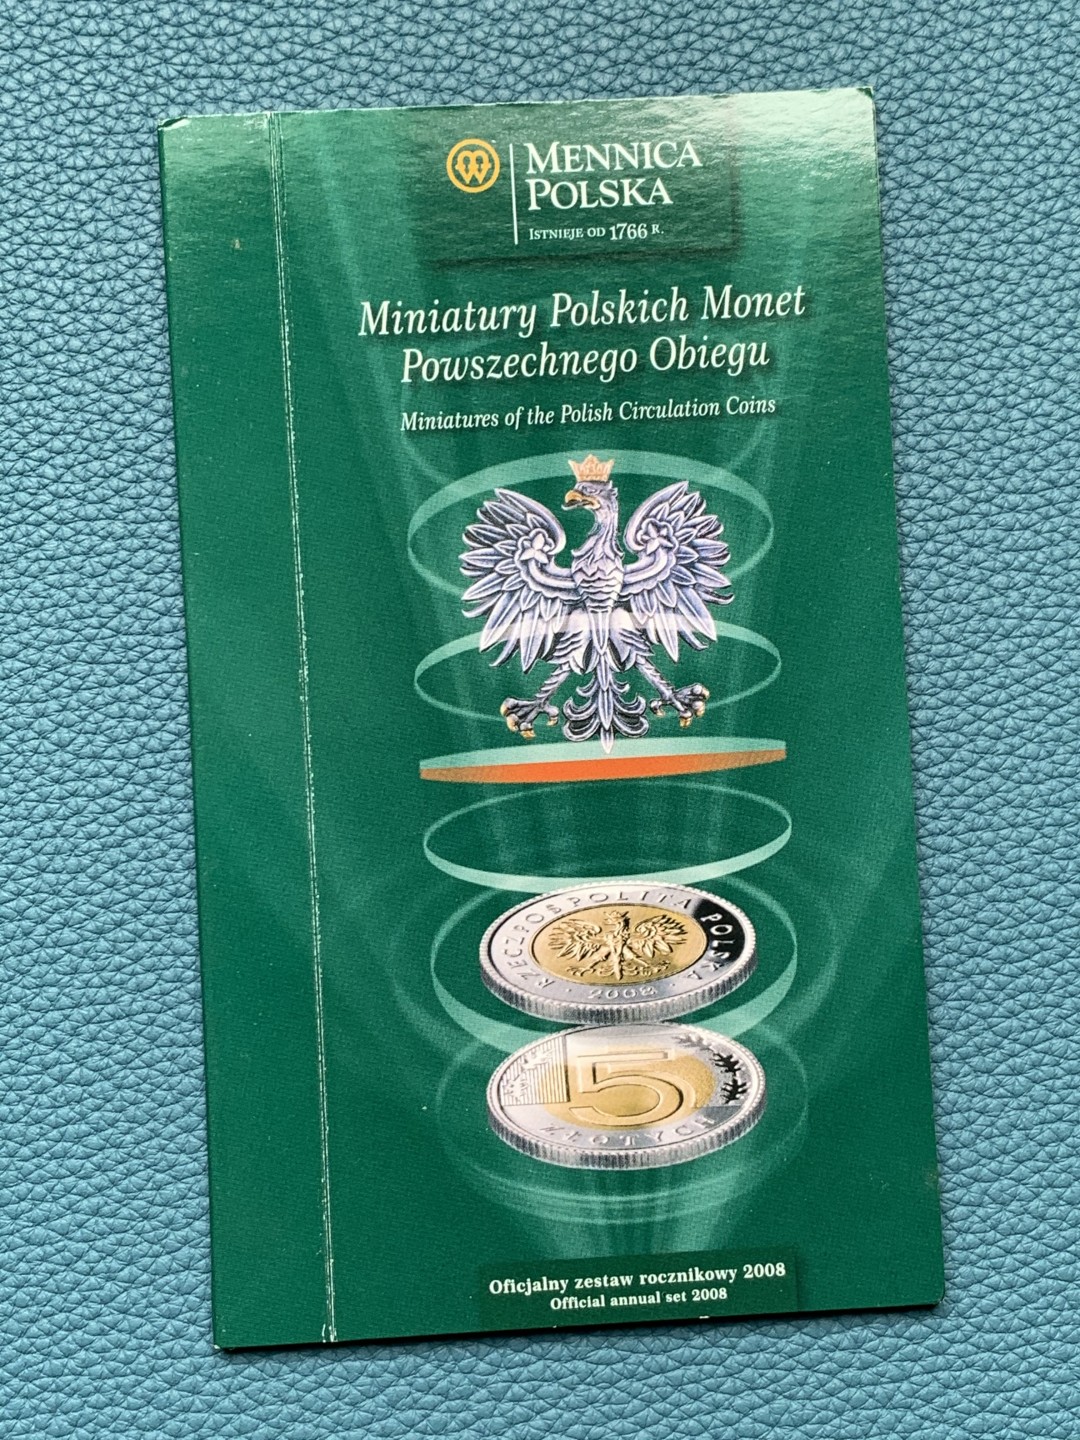 MENNICA
POLSKA
ISTNIEJE OD 1766 R.
Miniatury Polskich Monet
Powszechnego Obiegu
Miniatures of the Polish Circulation Coins
RZECZPOSPOLITA POLSKA
2008
5
ZŁOTYCH
Oficjalny zestaw rocznikowy 2008
Official annual set 2008